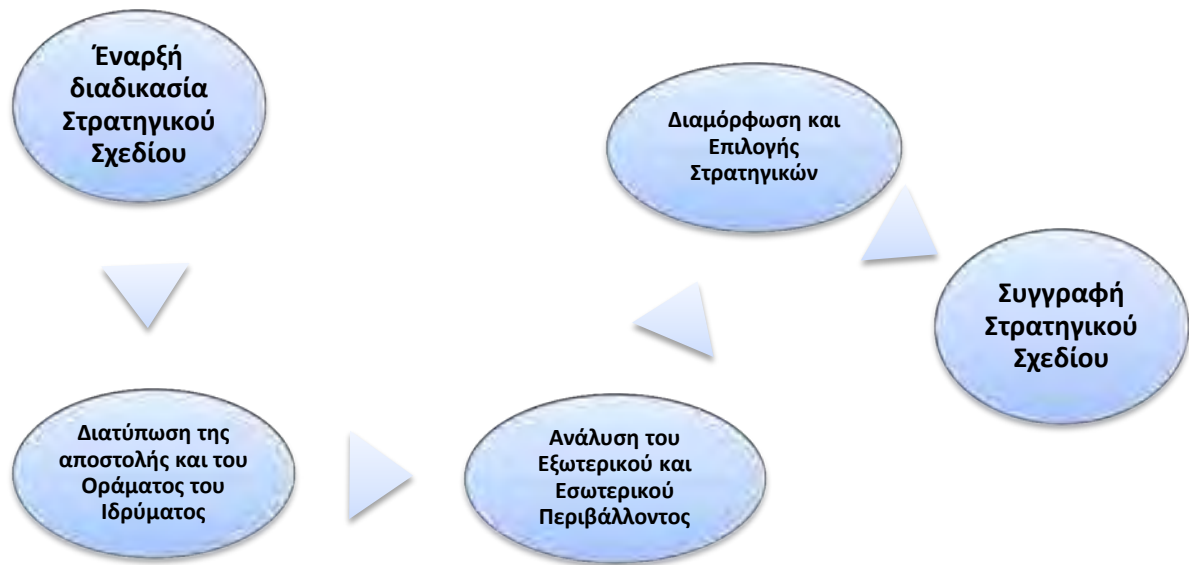 Έναρξή
διαδικασία
Στρατηγικού
Σχεδίου
Διατύπωση της
αποστολής και του
Οράματος του
Ιδρύματος
Ανάλυση του
Εξωτερικού και
Εσωτερικού
Περιβάλλοντος
Διαμόρφωση και
Επιλογής
Στρατηγικών
Συγγραφή
Στρατηγικού
Σχεδίου